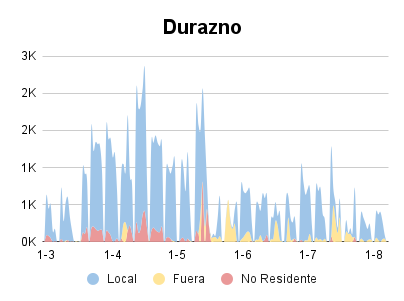 Durazno
3K
2K
2K
1K
1K
0K
1-3 1-4 1-5 1-6 1-7 1-8
Local Fuera No Residente